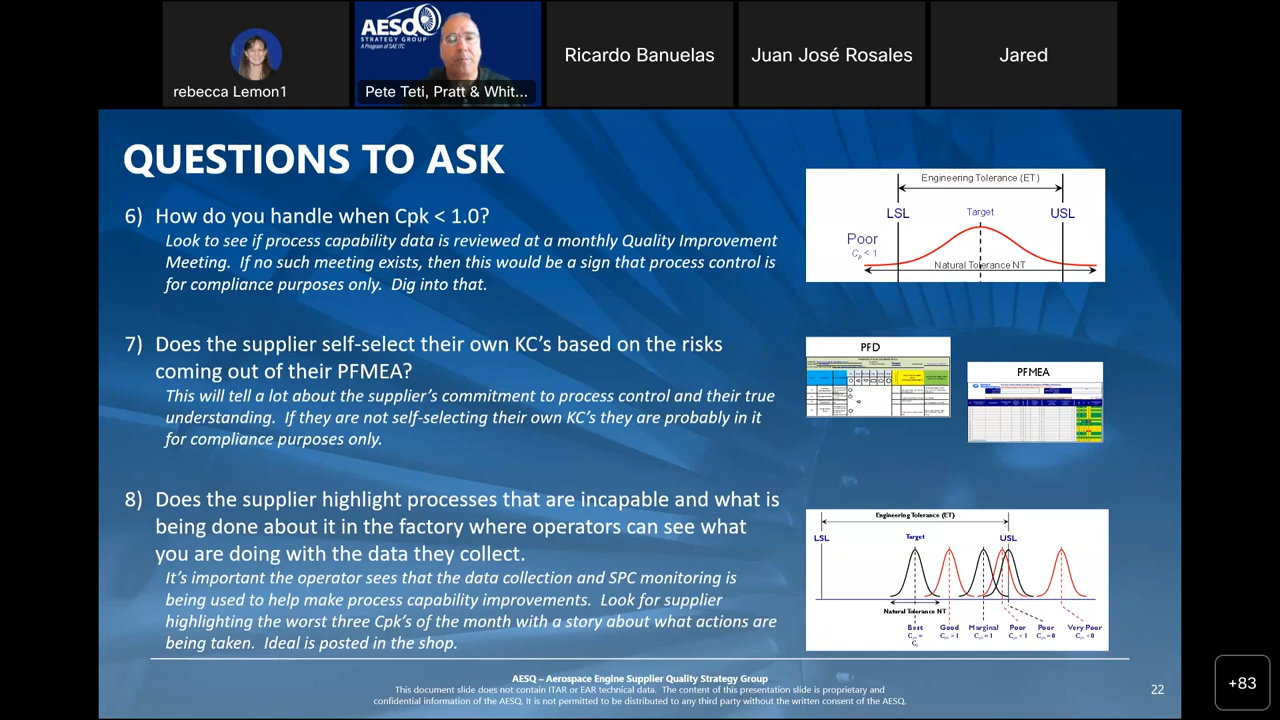 AESQ
STRATEGY GROUP
A Program of SAE ITC
rebecca Lemon1
Pete Teti, Pratt & Whit...
Ricardo Banuelas
Juan José Rosales
Jared
QUESTIONS TO ASK
6) How do you handle when Cpk < 1.0?
Look to see if process capability data is reviewed at a monthly Quality Improvement
Meeting. If no such meeting exists, then this would be a sign that process control is
for compliance purposes only. Dig into that.
Engineering Tolerance (ET)
LSL
Target
USL
Poor
Cp < 1
Natural Tolerance NT
7) Does the supplier self-select their own KC's based on the risks
coming out of their PFMEA?
This will tell a lot about the supplier's commitment to process control and their true
understanding. If they are not self-selecting their own KC's they are probably in it
for compliance purposes only.
PFD
PFMEA
8) Does the supplier highlight processes that are incapable and what is
being done about it in the factory where operators can see what
you are doing with the data they collect.
It's important the operator sees that the data collection and SPC monitoring is
being used to help make process capability improvements. Look for supplier
highlighting the worst three Cpk's of the month with a story about what actions are
being taken. Ideal is posted in the shop.
Engineering Tolerance (ET)
LSL
Target
USL
Natural Tolerance NT
Best Good Marginal Poor Poor Very Poor
AESQ – Aerospace Engine Supplier Quality Strategy Group
This document slide does not contain ITAR or EAR technical data. The content of this presentation slide is proprietary and
confidential information of the AESQ. It is not permitted to be distributed to any third party without the written consent of the AESQ.
22
+83